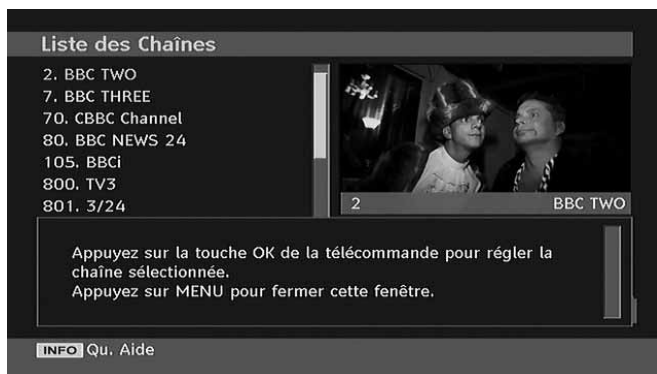 Liste des Chaînes
2. BBC TWO
7. BBC THREE
70. CBBC Channel
80. BBC NEWS 24
105. BBCi
800. TV3
801. 3/24
2 BBC TWO
Appuyez sur la touche OK de la télécommande pour régler la
chaîne sélectionnée.
Appuyez sur MENU pour fermer cette fenêtre.
INFO Qu. Aide